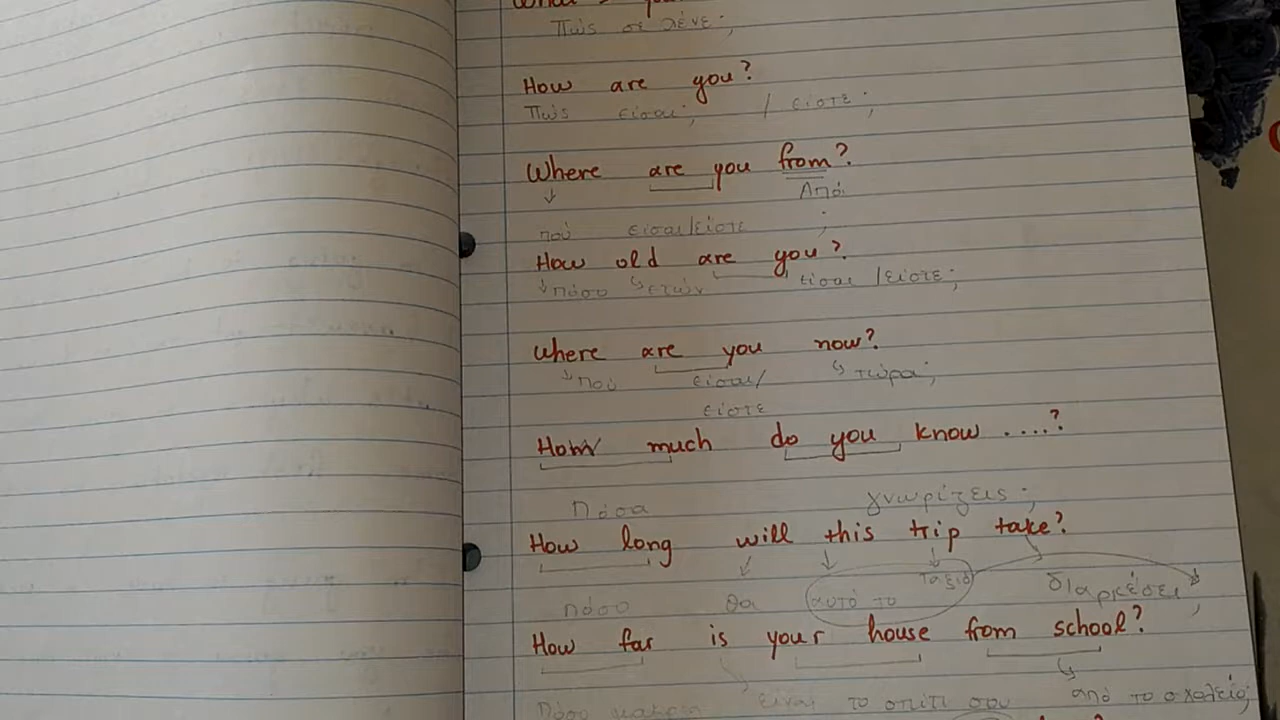 Πώς σε λένε;
How are you?
Πώς είσαι; / είστε;
Where are you from?
Από
πού είσαι/είστε ;
How old are you?
πόσο ετών είσαι / είστε;
Where are you now?
πού είσαι/ τώρα;
είστε
How much do you know ....?
Πόσα γνωρίζεις;
How long will this trip take?
ταξίδι
πόσο θα αυτό το διαρκέσει;
How far is your house from school?
Πόσο μακριά είναι το σπίτι σου από το σχολείο;